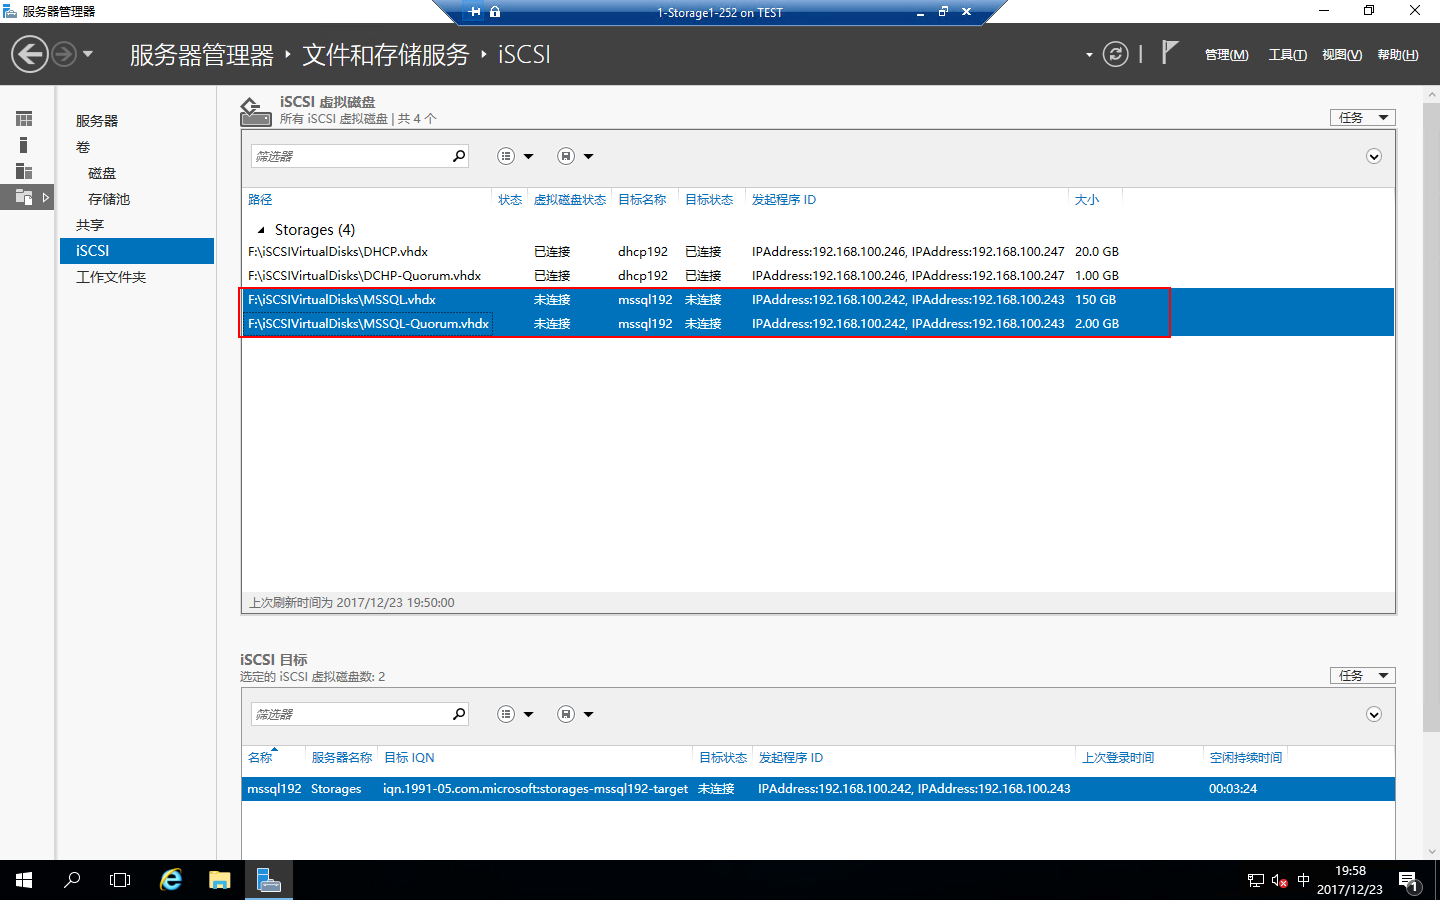 服务器管理器
1-Storage1-252 on TEST
服务器管理器 文件和存储服务 iSCSI
管理(M) 工具(T) 视图(V) 帮助(H)
服务器
卷
磁盘
存储池
共享
iSCSI
工作文件夹
iSCSI 虚拟磁盘
所有 iSCSI 虚拟磁盘 | 共 4 个
任务
筛选器
路径 状态 虚拟磁盘状态 目标名称 目标状态 发起程序 ID 大小
Storages (4)
F:\iSCSIVirtualDisks\DHCP.vhdx 已连接 dhcp192 已连接 IPAddress:192.168.100.246, IPAddress:192.168.100.247 20.0 GB
F:\iSCSIVirtualDisks\DCHP-Quorum.vhdx 已连接 dhcp192 已连接 IPAddress:192.168.100.246, IPAddress:192.168.100.247 1.00 GB
F:\iSCSIVirtualDisks\MSSQL.vhdx 未连接 mssql192 未连接 IPAddress:192.168.100.242, IPAddress:192.168.100.243 150 GB
F:\iSCSIVirtualDisks\MSSQL-Quorum.vhdx 未连接 mssql192 未连接 IPAddress:192.168.100.242, IPAddress:192.168.100.243 2.00 GB
上次刷新时间为 2017/12/23 19:50:00
iSCSI 目标
选定的 iSCSI 虚拟磁盘数: 2
任务
筛选器
名称 服务器名称 目标 IQN 目标状态 发起程序 ID 上次登录时间 空闲持续时间
mssql192 Storages iqn.1991-05.com.microsoft:storages-mssql192-target 未连接 IPAddress:192.168.100.242, IPAddress:192.168.100.243 00:03:24
中
19:58
2017/12/23
1